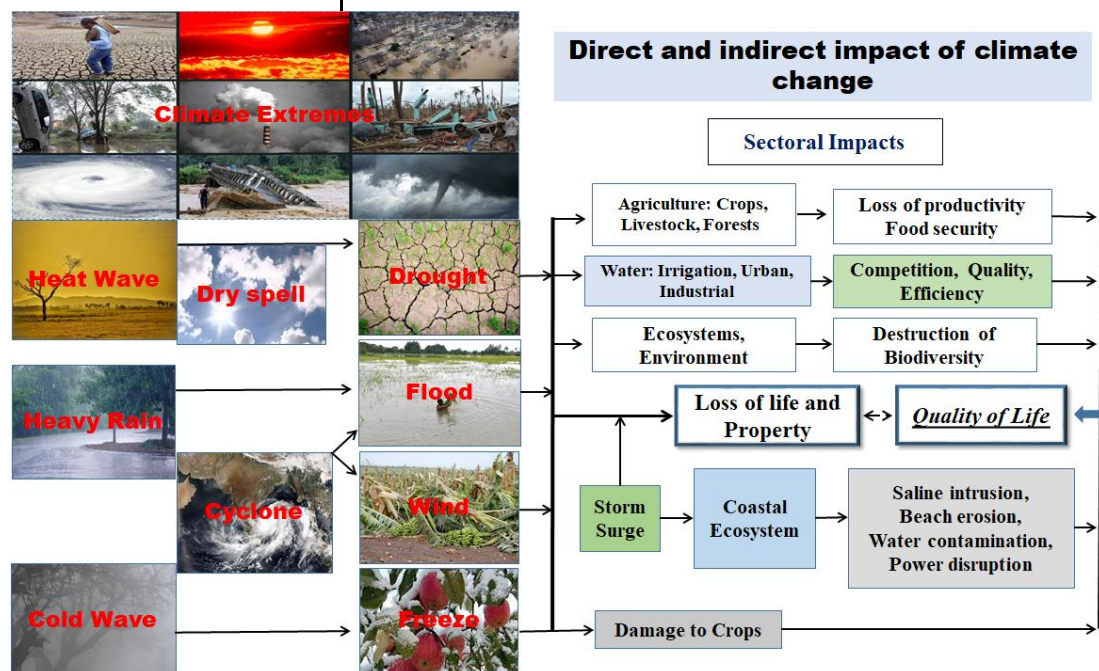 Direct and indirect impact of climate
change
Climate Extremes
Sectoral Impacts
Heat Wave
Dry spell
Drought
Heavy Rain
Flood
Cyclone
Wind
Cold Wave
Freeze
Agriculture: Crops,
Livestock, Forests
Loss of productivity
Food security
Water: Irrigation, Urban,
Industrial
Competition, Quality,
Efficiency
Ecosystems,
Environment
Destruction of
Biodiversity
Loss of life and
Property
Quality of Life
Storm
Surge
Coastal
Ecosystem
Saline intrusion,
Beach erosion,
Water contamination,
Power disruption
Damage to Crops